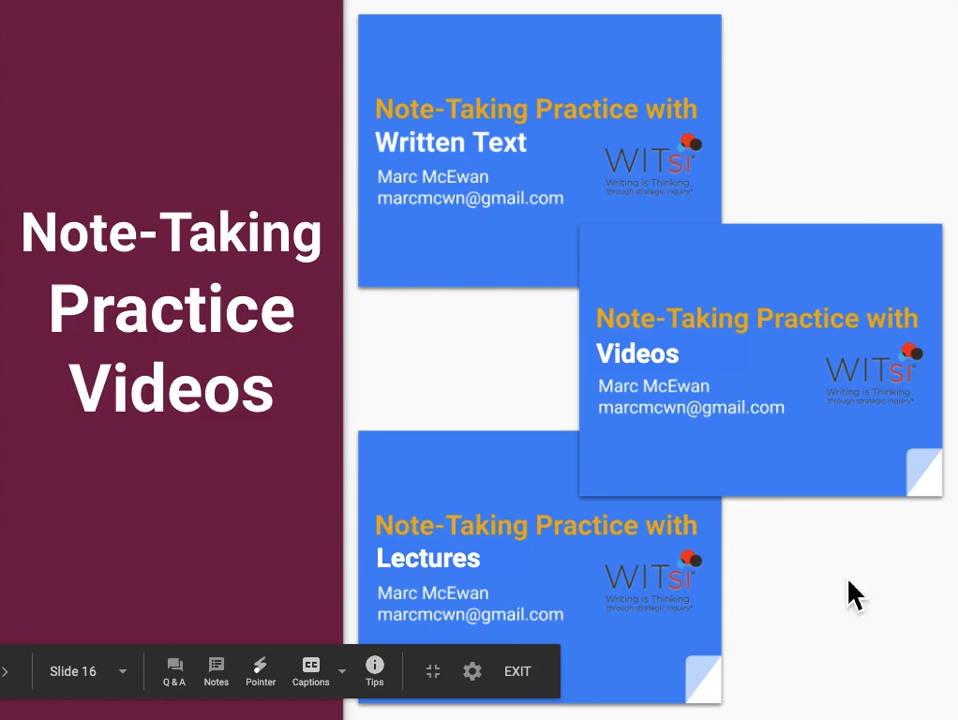 Note-Taking
Practice
Videos
Note-Taking Practice with
Written Text
Marc McEwan
marcmcwn@gmail.com
WITsi
Writing is Thinking
through strategic inquiry
Note-Taking Practice with
Videos
Marc McEwan
marcmcwn@gmail.com
WITsi
Writing is Thinking
through strategic inquiry
Note-Taking Practice with
Lectures
Marc McEwan
marcmcwn@gmail.com
WITsi
Writing is Thinking
through strategic inquiry
Slide 16
Q & A
Notes
Pointer
CC
Captions
Tips
EXIT